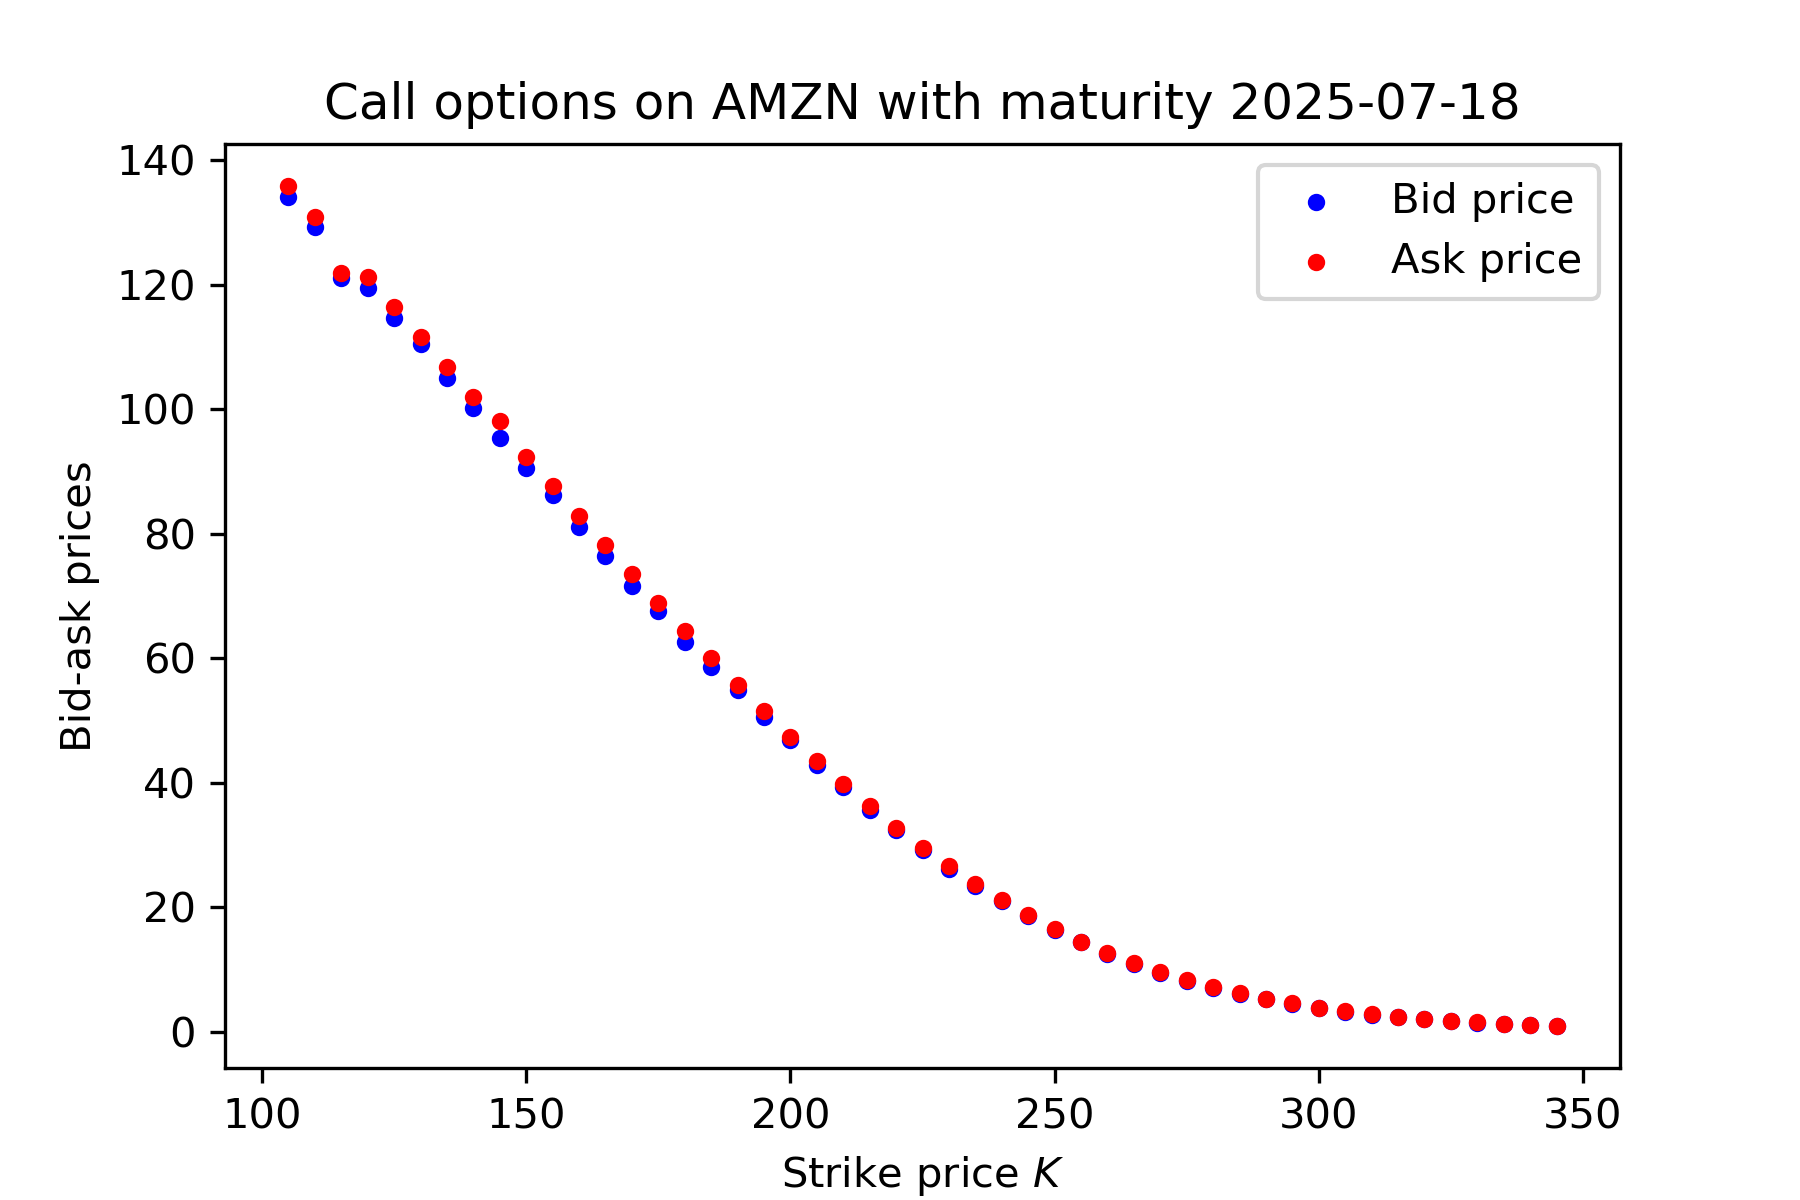 Call options on AMZN with maturity 2025-07-18
Bid price
Ask price
Bid-ask prices
140
120
100
80
60
40
20
0
100 150 200 250 300 350
Strike price K